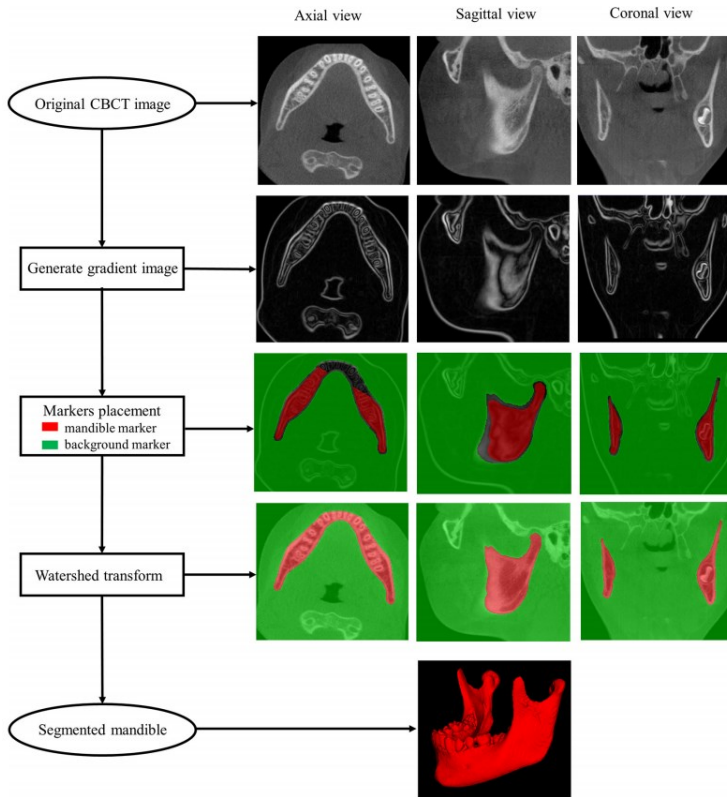 Axial view
Sagittal view
Coronal view
Original CBCT image
Generate gradient image
Markers placement
mandible marker
background marker
Watershed transform
Segmented mandible